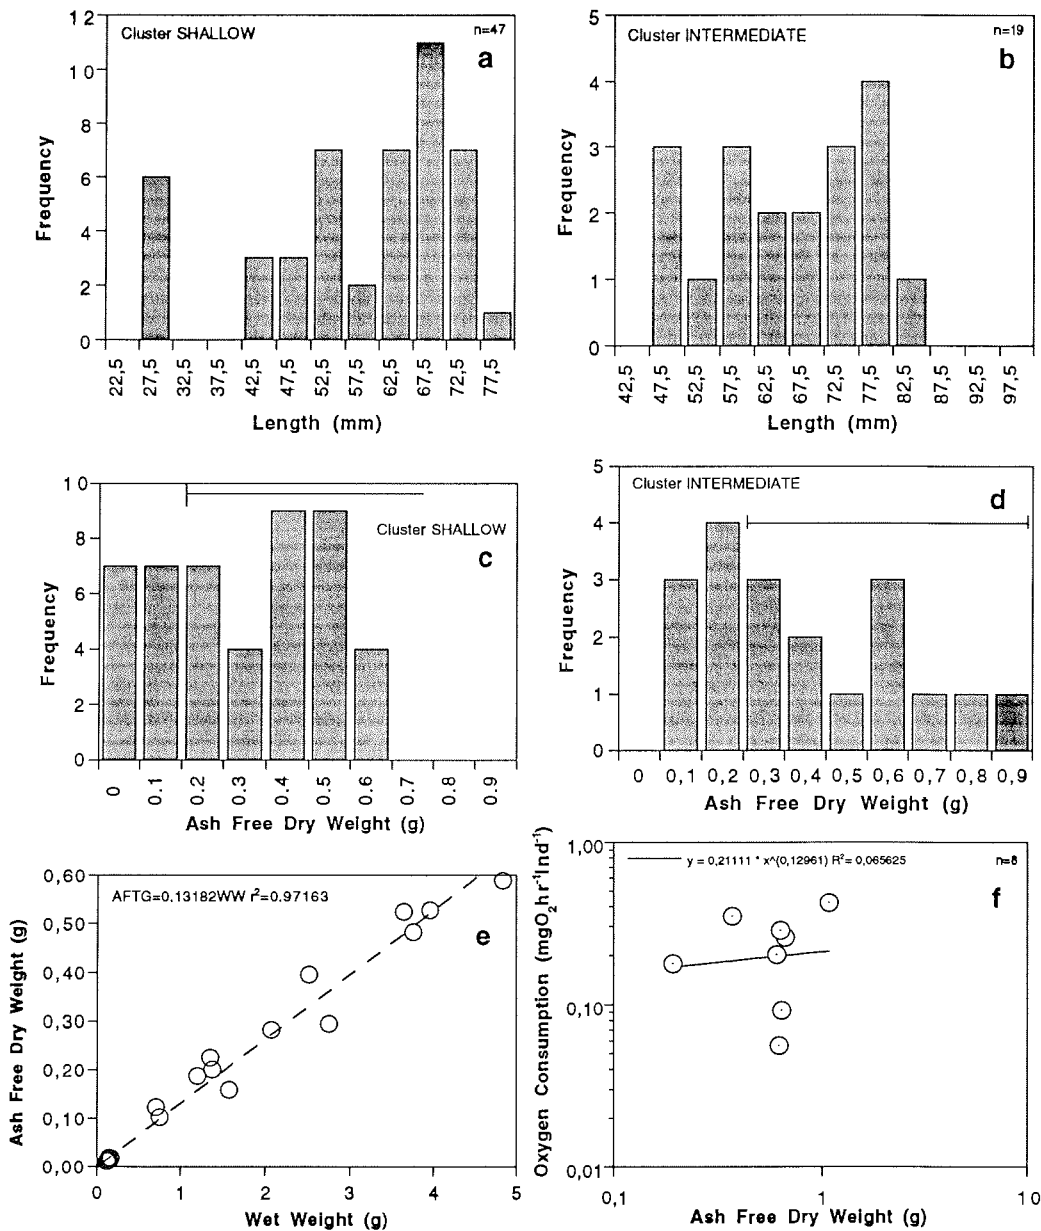 Cluster SHALLOW
n=47
a
12
10
8
6
4
2
0
Frequency
22,5 27,5 32,5 37,5 42,5 47,5 52,5 57,5 62,5 67,5 72,5 77,5
Length (mm)
Cluster INTERMEDIATE
n=19
b
5
4
3
2
1
0
Frequency
42,5 47,5 52,5 57,5 62,5 67,5 72,5 77,5 82,5 87,5 92,5 97,5
Length (mm)
Cluster SHALLOW
c
10
8
6
4
2
0
Frequency
0 0.1 0.2 0.3 0.4 0.5 0.6 0.7 0.8 0.9
Ash Free Dry Weight (g)
Cluster INTERMEDIATE
d
5
4
3
2
1
0
Frequency
0 0,1 0,2 0,3 0,4 0,5 0,6 0,7 0,8 0,9
Ash Free Dry Weight (g)
AFTG=0.13182WW r²=0.97163
e
0,60
0,50
0,40
0,30
0,20
0,10
0,00
Ash Free Dry Weight (g)
0 1 2 3 4 5
Wet Weight (g)
y = 0,21111 * x^(0,12961) R²= 0,065625
n=8
f
1,00
0,10
0,01
Oxygen Consumption (mgO₂hr⁻¹Ind⁻¹)
0,1 1 10
Ash Free Dry Weight (g)